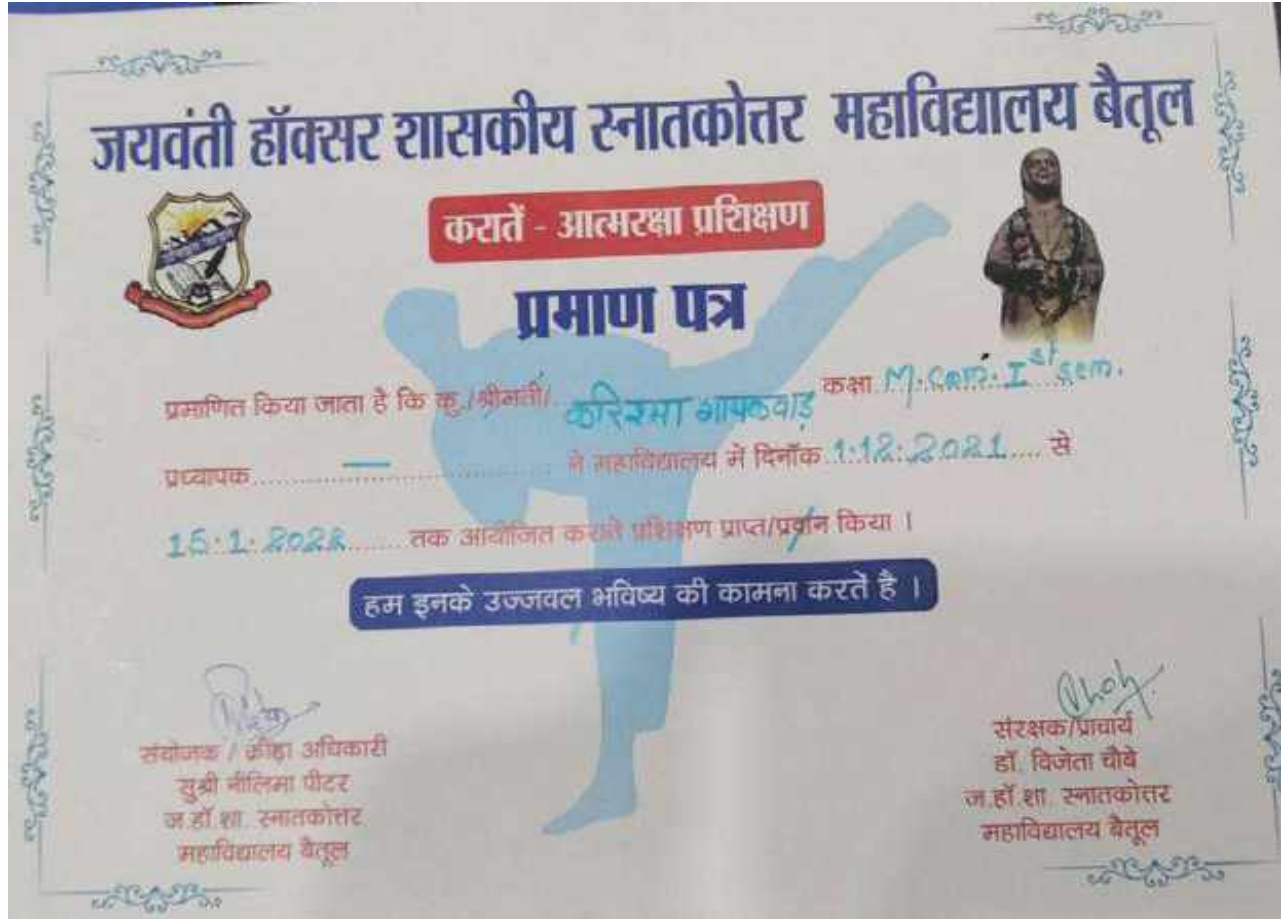 जयवंती हॉक्सर शासकीय स्नातकोत्तर महाविद्यालय बैतूल
करातें - आत्मरक्षा प्रशिक्षण
प्रमाण पत्र
प्रमाणित किया जाता है कि कु./श्रीमती/ करिश्मा गायकवाड़ कक्षा M.Com. Ist sem.
प्रध्यापक.......... — .......... ने महाविद्यालय में दिनॉक 1.12.2021.... से
15.1.2022....... तक आयोजित कराते प्रशिक्षण प्राप्त/प्रदान किया ।
हम इनके उज्जवल भविष्य की कामना करतें है ।
संयोजक / क्रीड़ा अधिकारी
सुश्री नीलिमा पीटर
ज.हॉ.शा. स्नातकोत्तर
महाविद्यालय बैतूल
संरक्षक/प्राचार्य
डॉ. विजेता चौबे
ज.हॉ.शा. स्नातकोत्तर
महाविद्यालय बैतूल